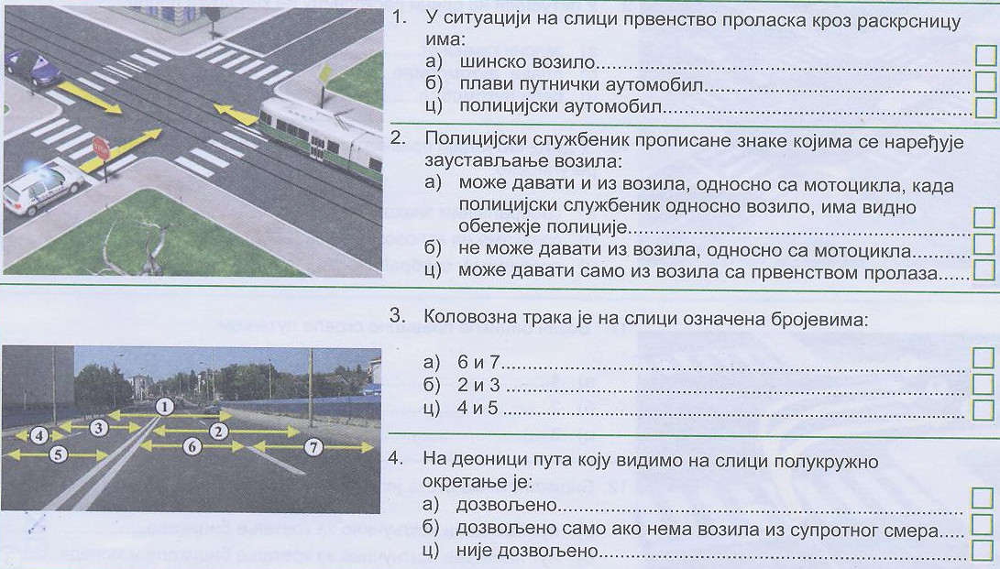 1. У ситуацији на слици првенство проласка кроз раскрсницу
има:
а) шинско возило
б) плави путнички аутомобил
ц) полицијски аутомобил
2. Полицијски службеник прописане знаке којима се наређује
заустављање возила:
а) може давати и из возила, односно са мотоцикла, када
полицијски службеник односно возило, има видно
обележје полиције
б) не може давати из возила, односно са мотоцикла
ц) може давати само из возила са првенством пролаза
3. Коловозна трака је на слици означена бројевима:
а) 6 и 7
б) 2 и 3
ц) 4 и 5
1
2
3
4
5
6
7
4. На деоници пута коју видимо на слици полукружно
окретање је:
а) дозвољено
б) дозвољено само ако нема возила из супротног смера
ц) није дозвољено